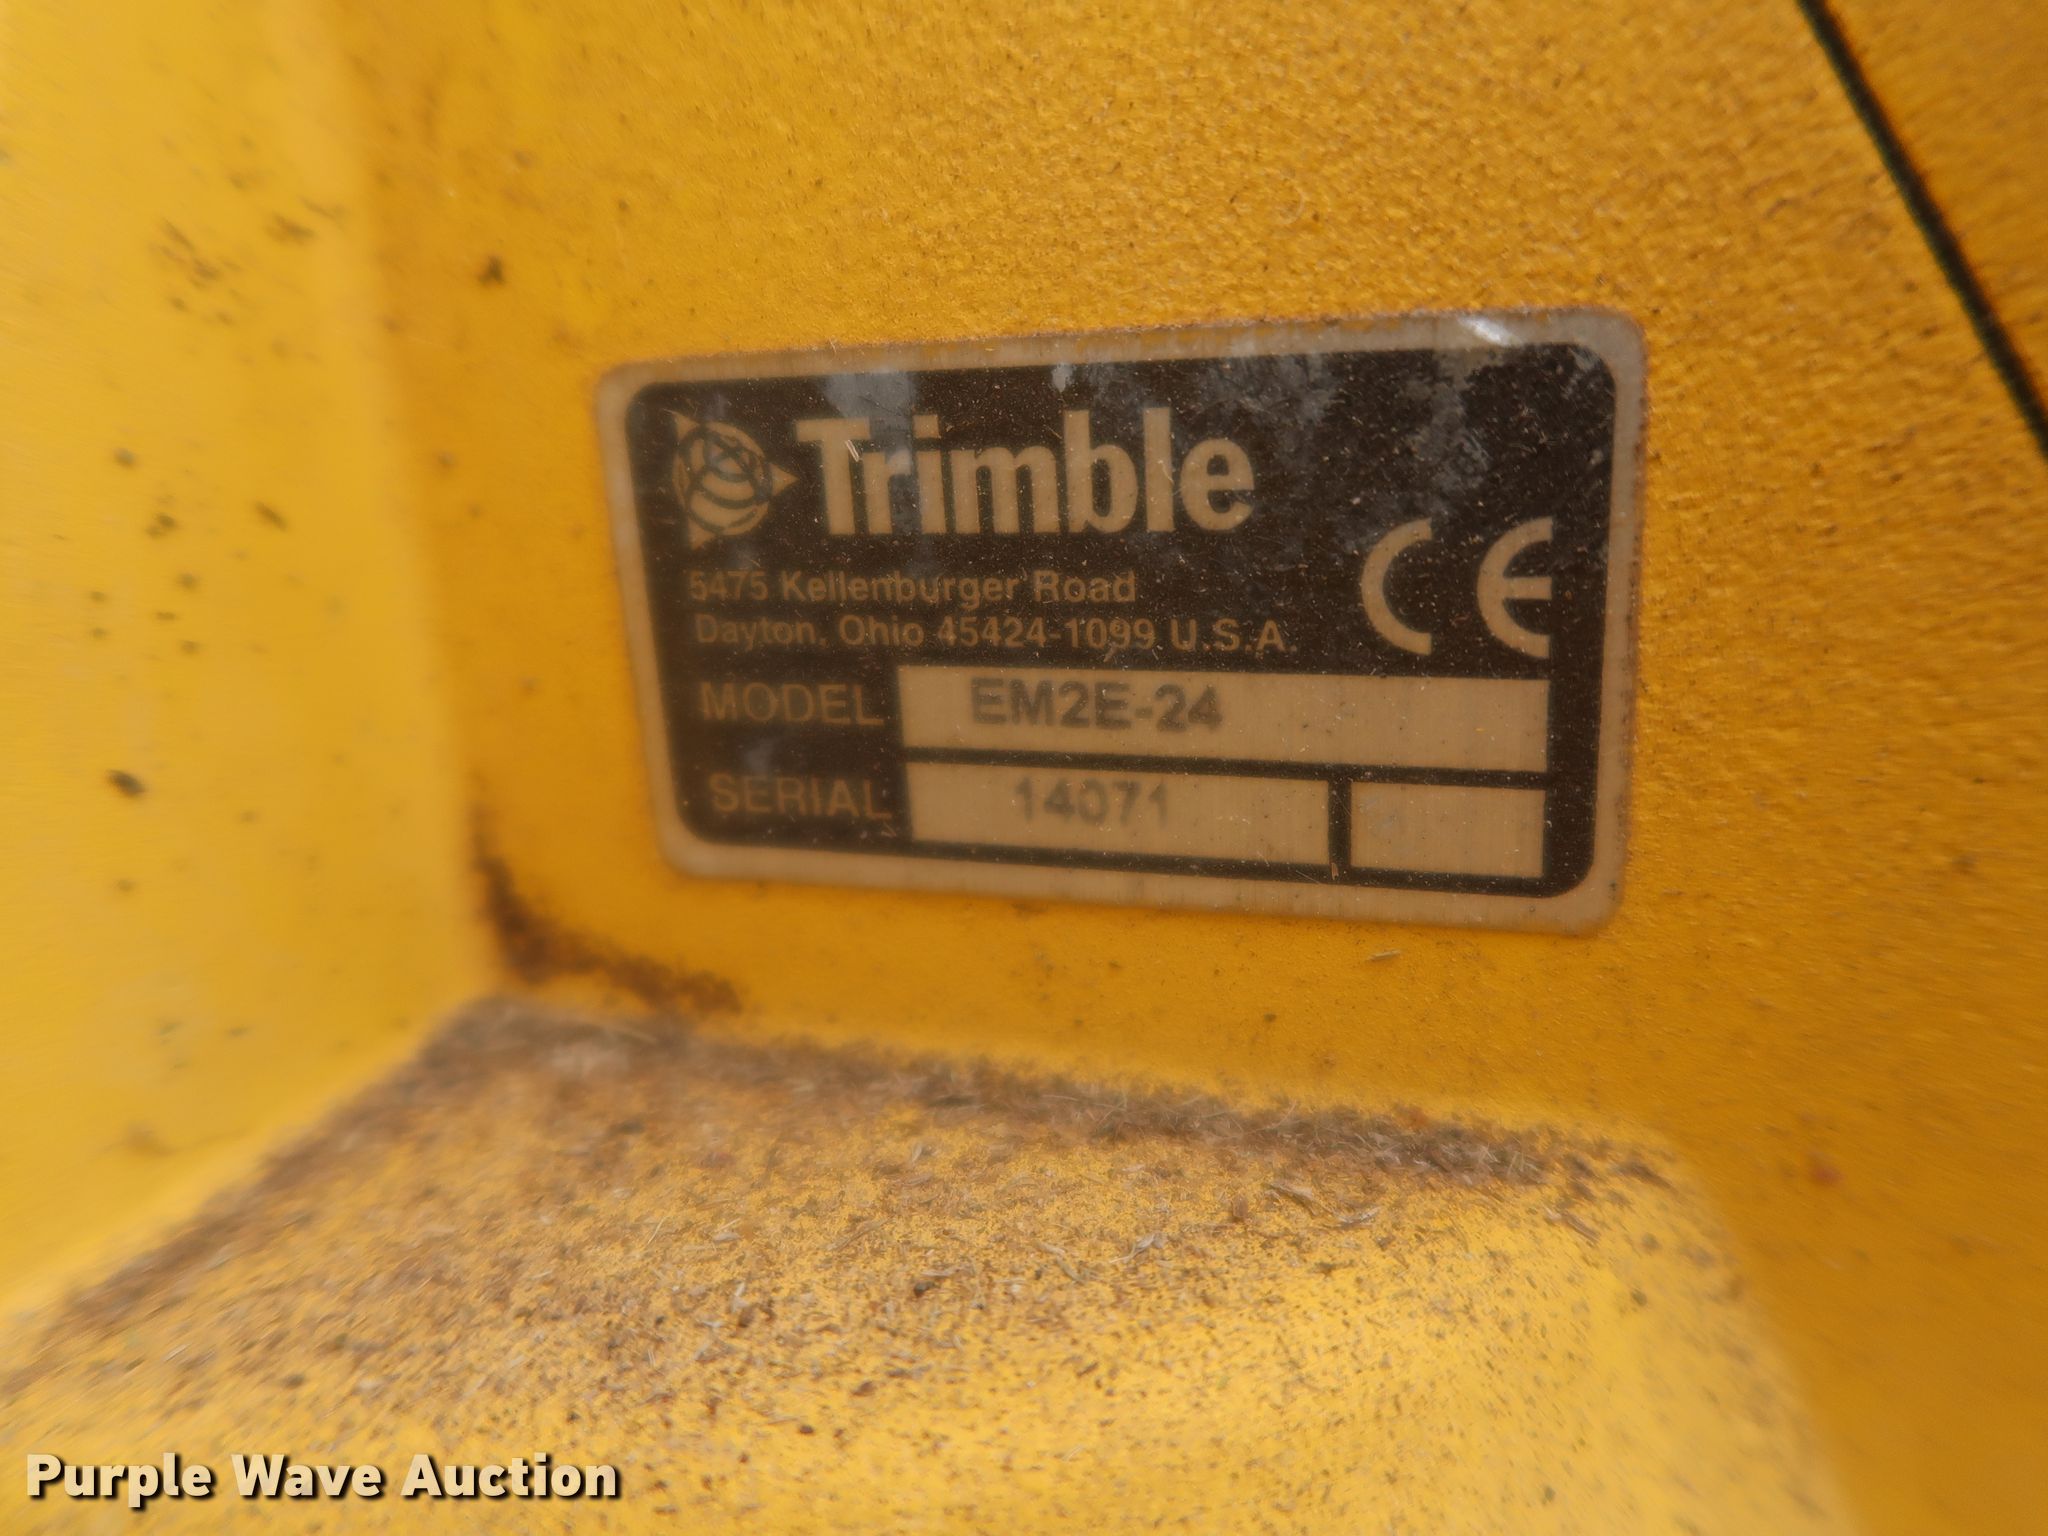 Trimble
5475 Kellenburger Road
Dayton, Ohio 45424-1099 U.S.A.
CE
MODEL EM2E-24
SERIAL 14071
Purple Wave Auction